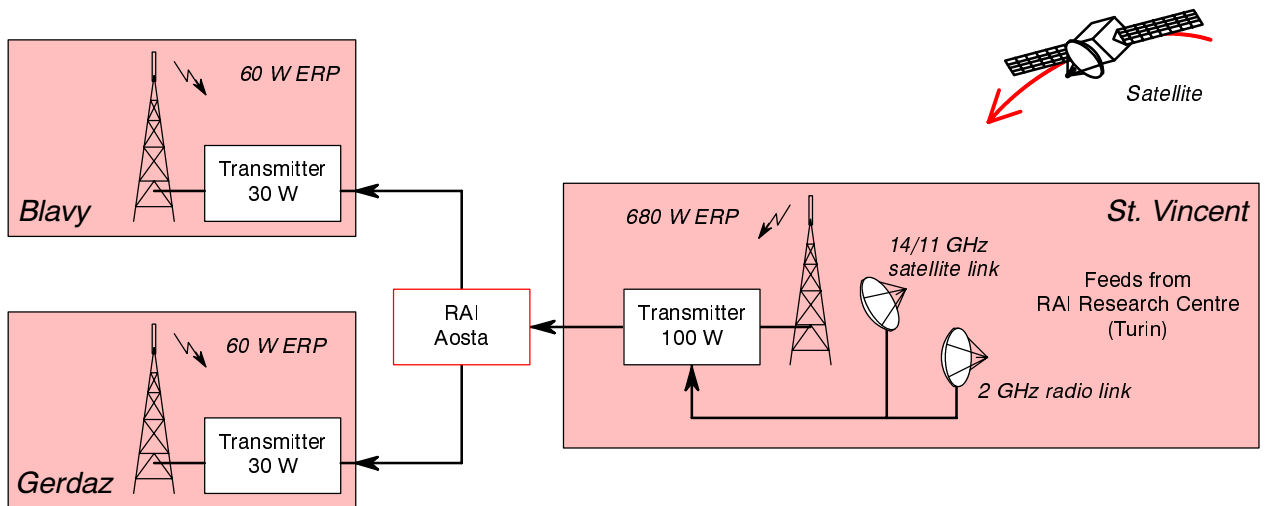 60 W ERP
Transmitter
30 W
Blavy
Satellite
680 W ERP
St. Vincent
14/11 GHz
satellite link
Feeds from
RAI Research Centre
(Turin)
Transmitter
100 W
2 GHz radio link
RAI
Aosta
60 W ERP
Transmitter
30 W
Gerdaz